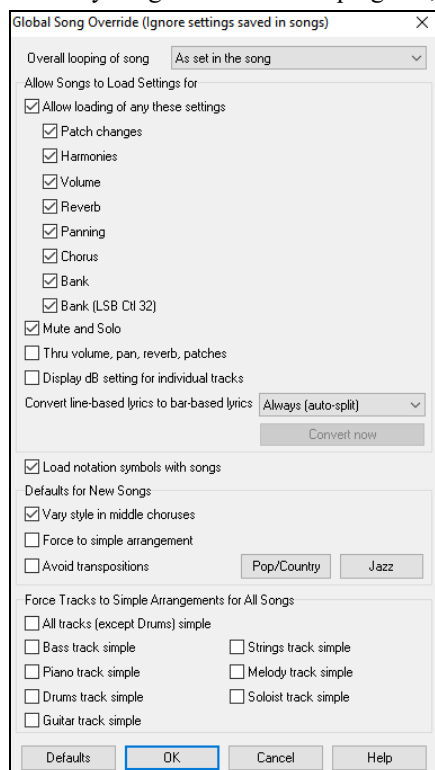 Global Song Override (Ignore settings saved in songs)
Overall looping of song As set in the song
Allow Songs to Load Settings for
Allow loading of any these settings
Patch changes
Harmonies
Volume
Reverb
Panning
Chorus
Bank
Bank (LSB Ctl 32)
Mute and Solo
Thru volume, pan, reverb, patches
Display dB setting for individual tracks
Convert line-based lyrics to bar-based lyrics Always (auto-split)
Convert now
Load notation symbols with songs
Defaults for New Songs
Vary style in middle choruses
Force to simple arrangement
Avoid transpositions Pop/Country Jazz
Force Tracks to Simple Arrangements for All Songs
All tracks (except Drums) simple
Bass track simple Strings track simple
Piano track simple Melody track simple
Drums track simple Soloist track simple
Guitar track simple
Defaults OK Cancel Help